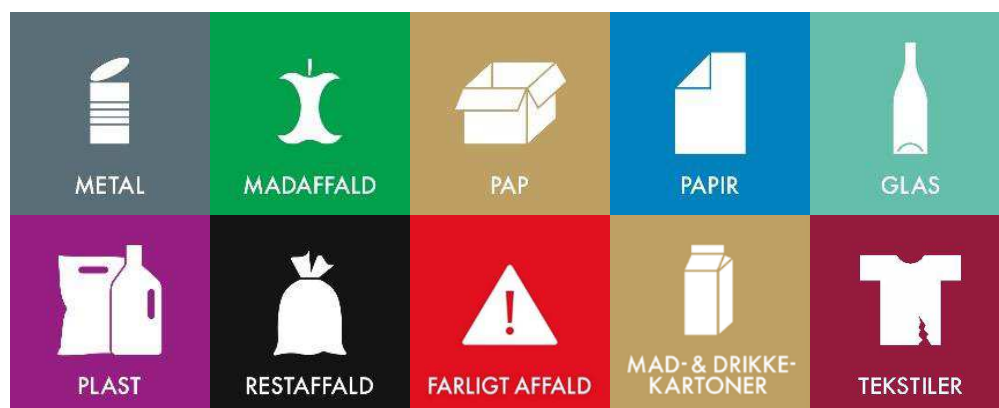 METAL
MADAFFALD
PAP
PAPIR
GLAS
PLAST
RESTAFFALD
FARLIGT AFFALD
MAD- & DRIKKE-
KARTONER
TEKSTILER